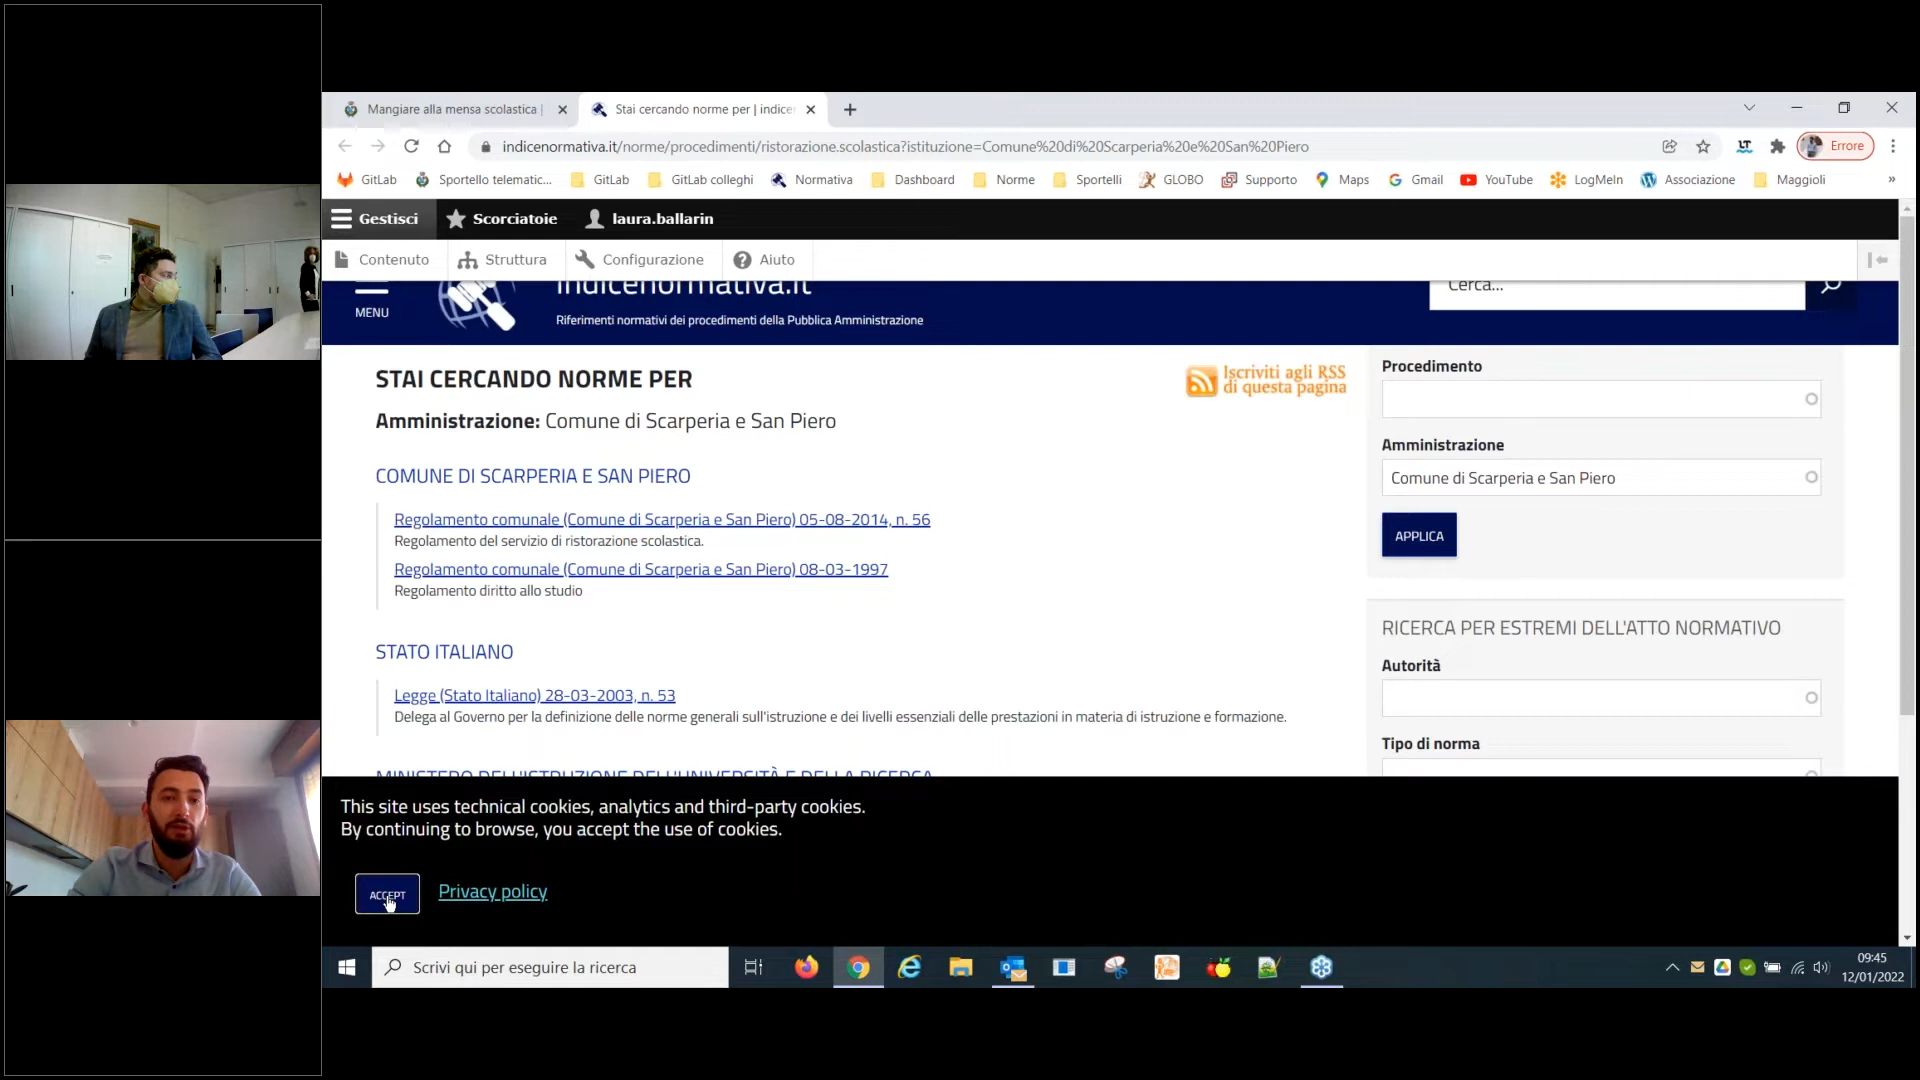 Mangiare alla mensa scolastica |
Stai cercando norme per | indice
indicenormativa.it/norme/procedimenti/ristorazione.scolastica?istituzione=Comune%20di%20Scarperia%20e%20San%20Piero
Errore
GitLab
Sportello telematic...
GitLab
GitLab colleghi
Normativa
Dashboard
Norme
Sportelli
GLOBO
Supporto
Maps
Gmail
YouTube
LogMeIn
Associazione
Maggioli
»
Gestisci
Scorciatoie
laura.ballarin
Contenuto
Struttura
Configurazione
Aiuto
MENU
indicenormativa.it
Riferimenti normativi dei procedimenti della Pubblica Amministrazione
Cerca...
STAI CERCANDO NORME PER
Iscriviti agli RSS
di questa pagina
Amministrazione: Comune di Scarperia e San Piero
COMUNE DI SCARPERIA E SAN PIERO
Regolamento comunale (Comune di Scarperia e San Piero) 05-08-2014, n. 56
Regolamento del servizio di ristorazione scolastica.
Regolamento comunale (Comune di Scarperia e San Piero) 08-03-1997
Regolamento diritto allo studio
STATO ITALIANO
Legge (Stato Italiano) 28-03-2003, n. 53
Delega al Governo per la definizione delle norme generali sull'istruzione e dei livelli essenziali delle prestazioni in materia di istruzione e formazione.
MINISTERO DELL'ISTRUZIONE DELL'UNIVERSITÀ E DELLA RICERCA
Procedimento
Amministrazione
Comune di Scarperia e San Piero
APPLICA
RICERCA PER ESTREMI DELL'ATTO NORMATIVO
Autorità
Tipo di norma
This site uses technical cookies, analytics and third-party cookies.
By continuing to browse, you accept the use of cookies.
ACCEPT
Privacy policy
Scrivi qui per eseguire la ricerca
09:45
12/01/2022